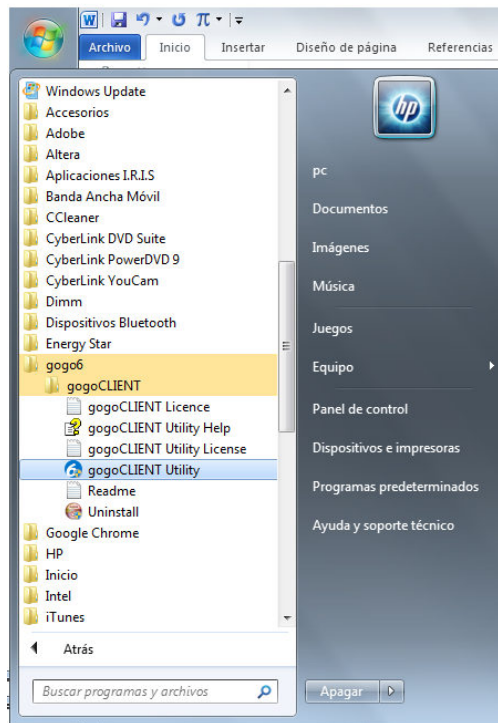 Archivo Inicio Insertar Diseño de página Referencias
Windows Update
Accesorios
Adobe
Altera
Aplicaciones I.R.I.S
Banda Ancha Móvil
CCleaner
CyberLink DVD Suite
CyberLink PowerDVD 9
CyberLink YouCam
Dimm
Dispositivos Bluetooth
Energy Star
gogo6
gogoCLIENT
gogoCLIENT Licence
gogoCLIENT Utility Help
gogoCLIENT Utility License
gogoCLIENT Utility
Readme
Uninstall
Google Chrome
HP
Inicio
Intel
iTunes
Atrás
Buscar programas y archivos
hp
pc
Documentos
Imágenes
Música
Juegos
Equipo
Panel de control
Dispositivos e impresoras
Programas predeterminados
Ayuda y soporte técnico
Apagar